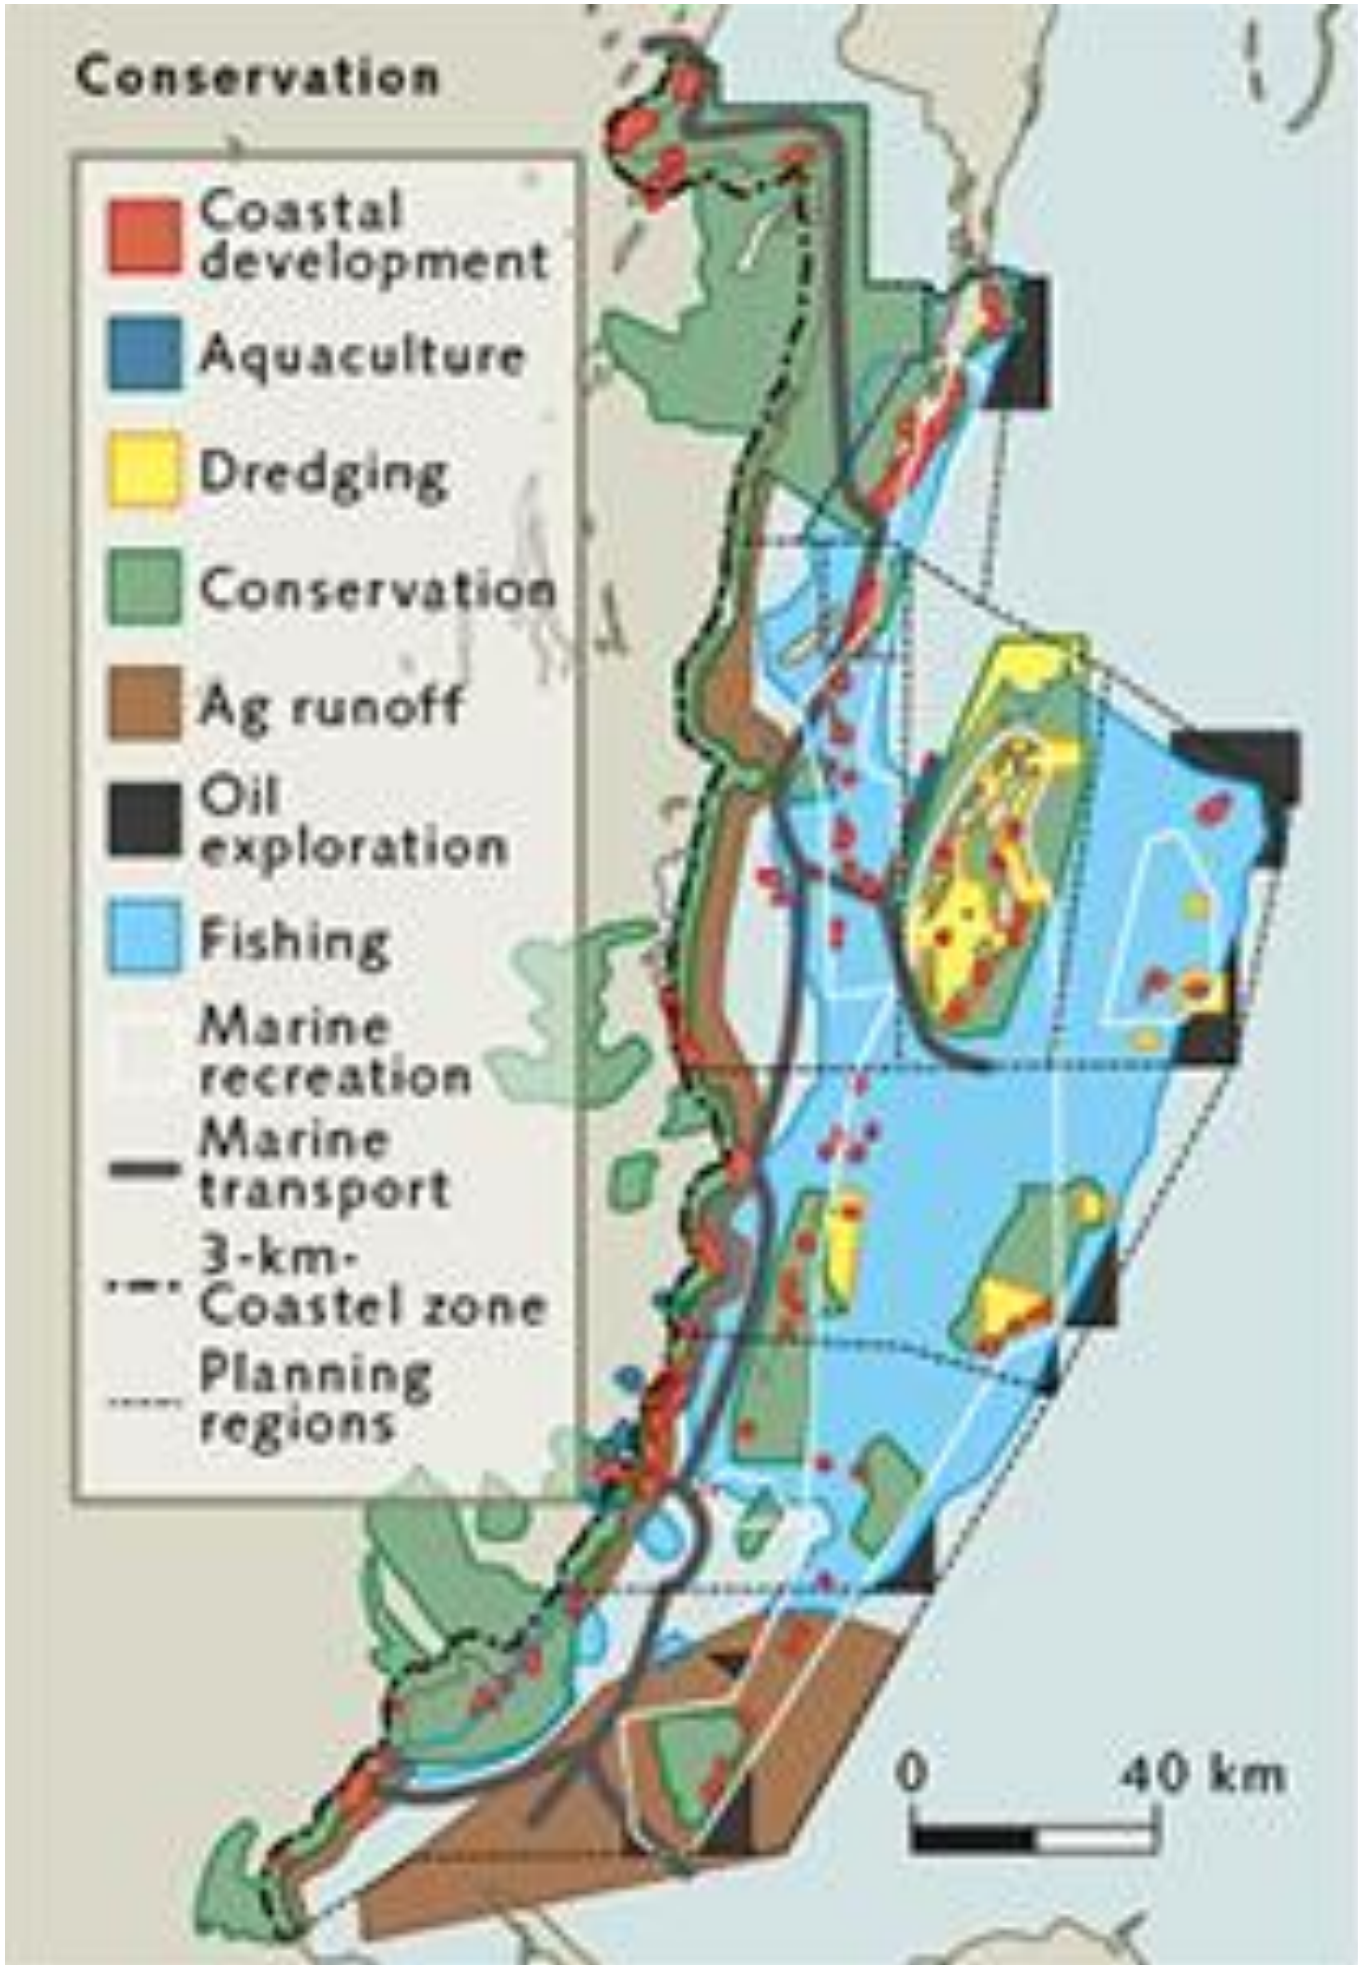 Conservation
Coastal
development
Aquaculture
Dredging
Conservation
Ag runoff
Oil
exploration
Fishing
Marine
recreation
Marine
transport
3-km-
Coastel zone
Planning
regions
0 40 km